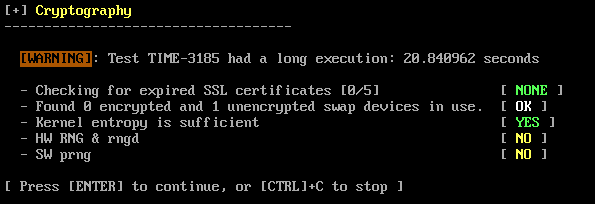 [+] Cryptography
------------------------------------
[WARNING]: Test TIME-3185 had a long execution: 20.840962 seconds
- Checking for expired SSL certificates [0/5] [ NONE ]
- Found 0 encrypted and 1 unencrypted swap devices in use. [ OK ]
- Kernel entropy is sufficient [ YES ]
- HW RNG & rngd [ NO ]
- SW prng [ NO ]
[ Press [ENTER] to continue, or [CTRL]+C to stop ]